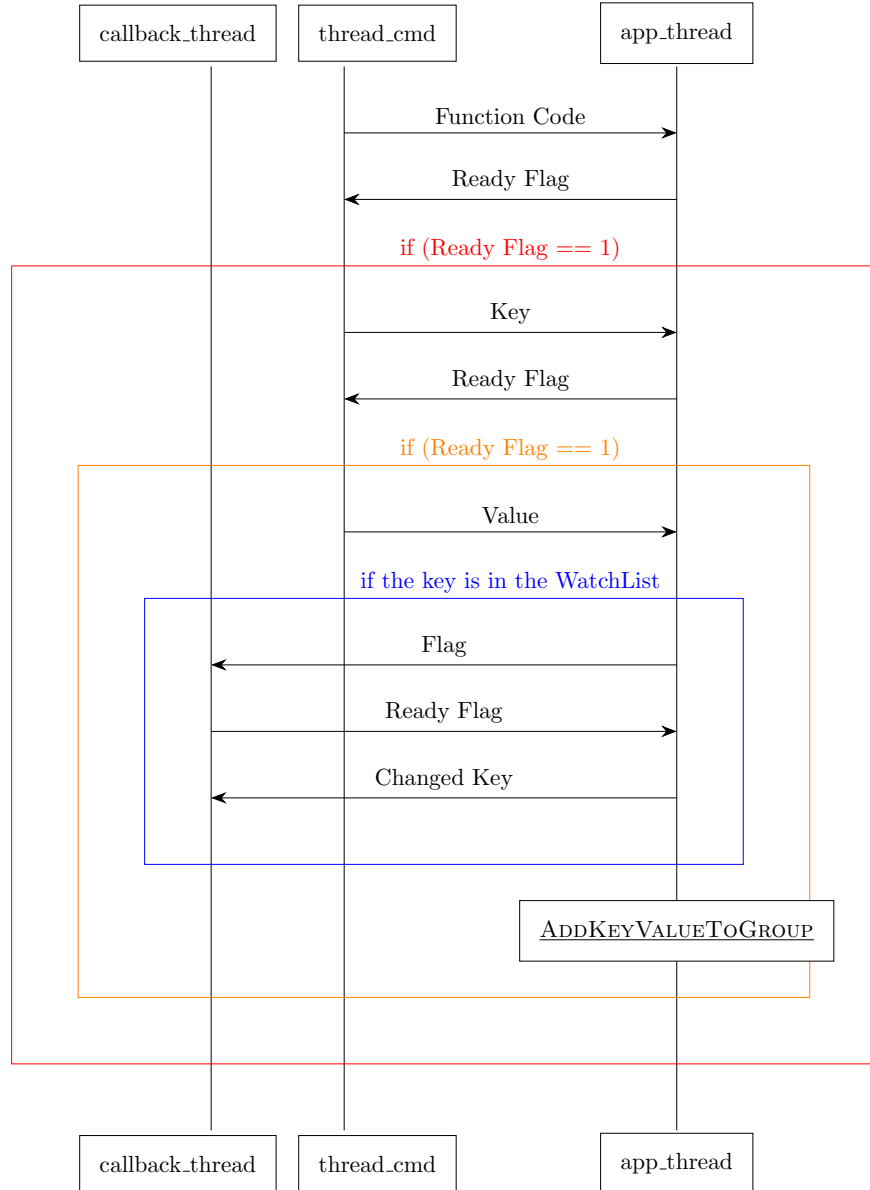 callback_thread
thread_cmd
app_thread
Function Code
Ready Flag
if (Ready Flag == 1)
Key
Ready Flag
if (Ready Flag == 1)
Value
if the key is in the WatchList
Flag
Ready Flag
Changed Key
AddKeyValueToGroup
callback_thread
thread_cmd
app_thread